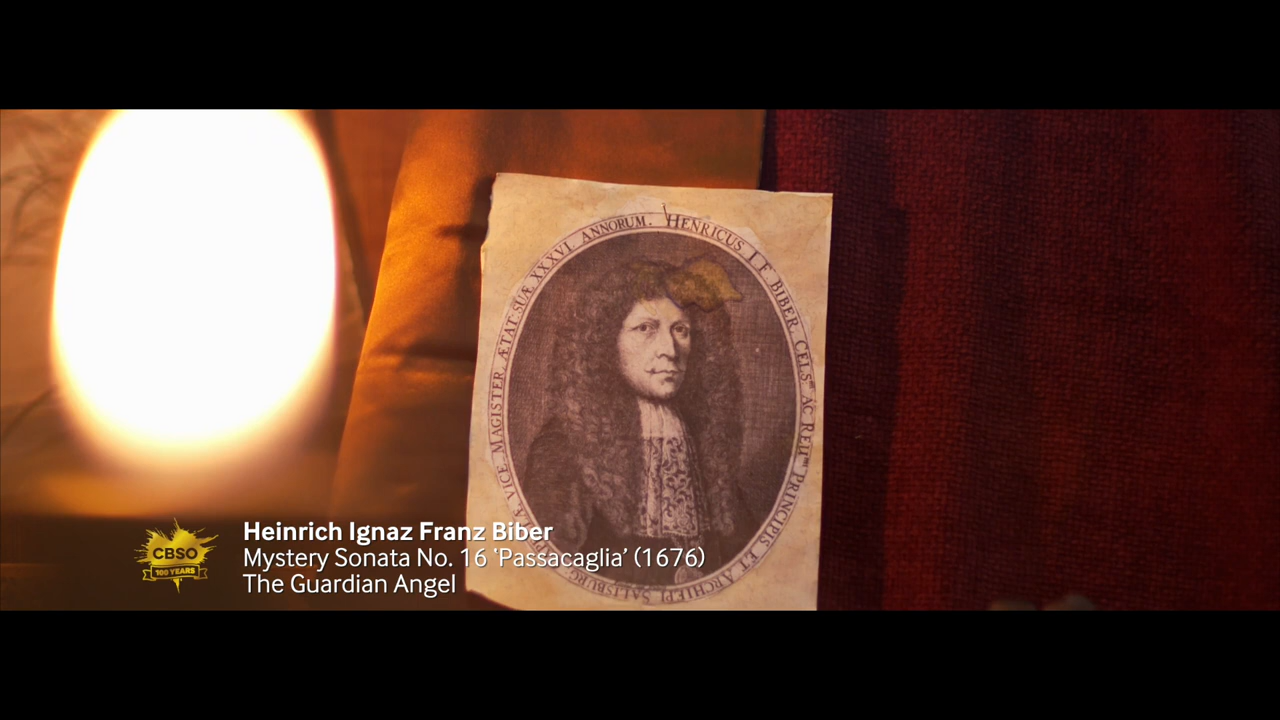 HENRICUS I F BIBER. CELS.^(mi) AC REU^(mi) PRINCIPIS ET ARCHIEPI SALISBURG VICE MAGISTER, ÆTAT: SUÆ XXXVI. ANNORUM.
CBSO
100 YEARS
Heinrich Ignaz Franz Biber
Mystery Sonata No. 16 ‘Passacaglia’ (1676)
The Guardian Angel